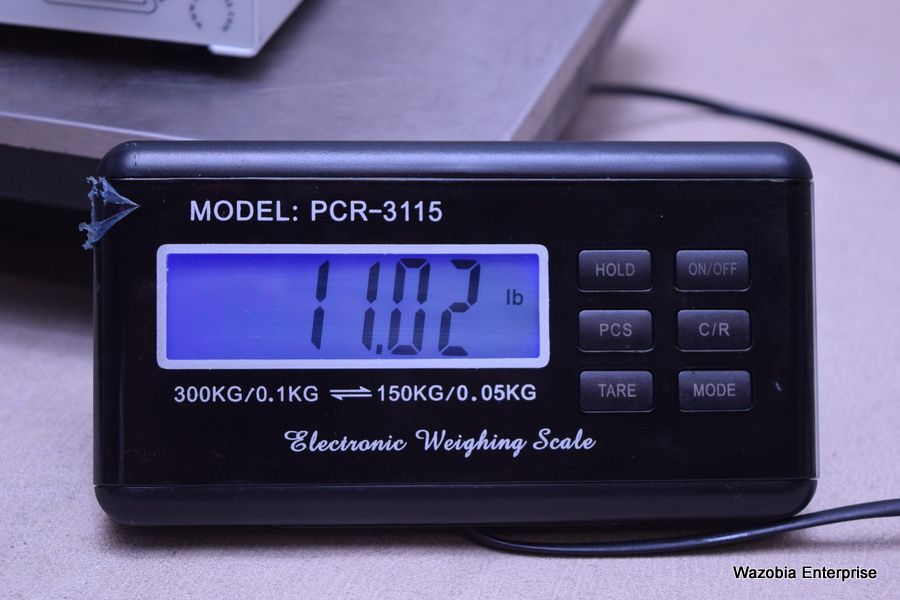 MODEL: PCR-3115
11.02 lb
HOLD ON/OFF
PCS C/R
TARE MODE
300KG/0.1KG ⇌ 150KG/0.05KG
Electronic Weighing Scale
Wazobia Enterprise